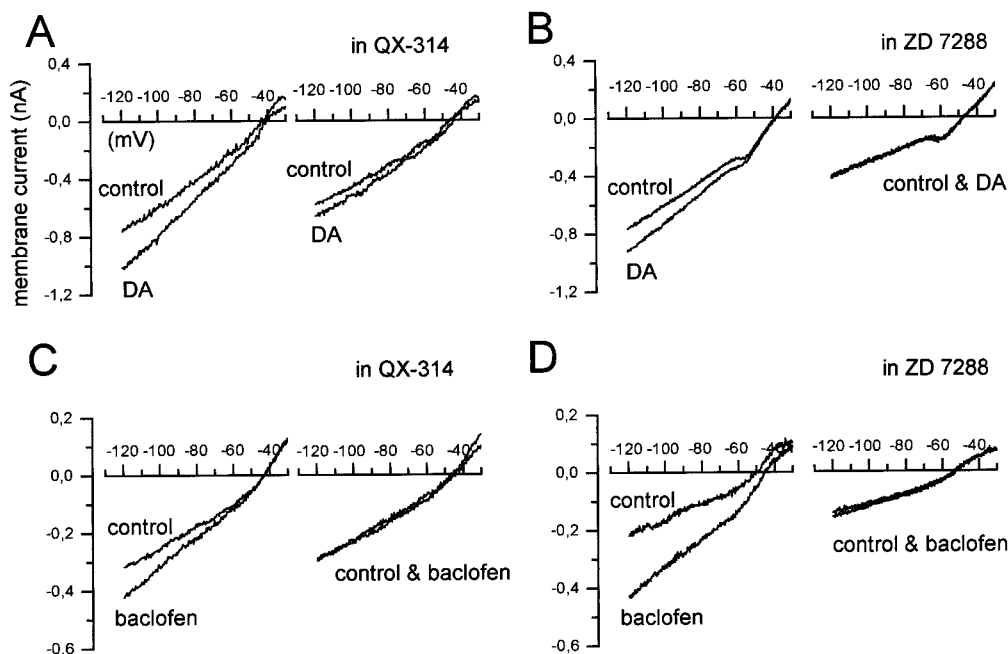 A
in QX-314
membrane current (nA)
0,4
0,0
-0,4
-0,8
-1,2
-120 -100 -60 -40
(mV)
control
DA
-120 -100 -80 -60 -40
control
DA
B
in ZD 7288
0,4
0,0
-0,4
-0,8
-1,2
-120 -100 -80 -60 -40
control
DA
-120 -100 -80 -60 -40
control & DA
C
in QX-314
0,2
0,0
-0,2
-0,4
-0,6
-120 -100 -80 -60 -40
control
baclofen
-120 -100 -80 -60 -40
control & baclofen
D
in ZD 7288
0,2
0,0
-0,2
-0,4
-0,6
-120 -100 -80 -60 -40
control
baclofen
-120 -100 -80 -60 -40
control & baclofen